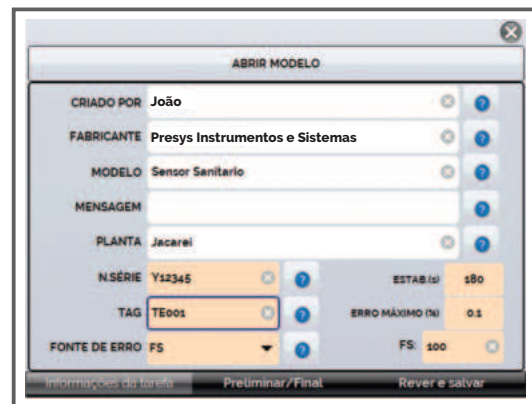 ABRIR MODELO
CRIADO POR João
FABRICANTE Presys Instrumentos e Sistemas
MODELO Sensor Sanitario
MENSAGEM
PLANTA Jacarei
N.SÉRIE Y12345 ESTAB.(s) 180
TAG TE001 ERRO MÁXIMO (%) 0.1
FONTE DE ERRO FS FS: 100
Informações da tarefa Preliminar/Final Rever e salvar